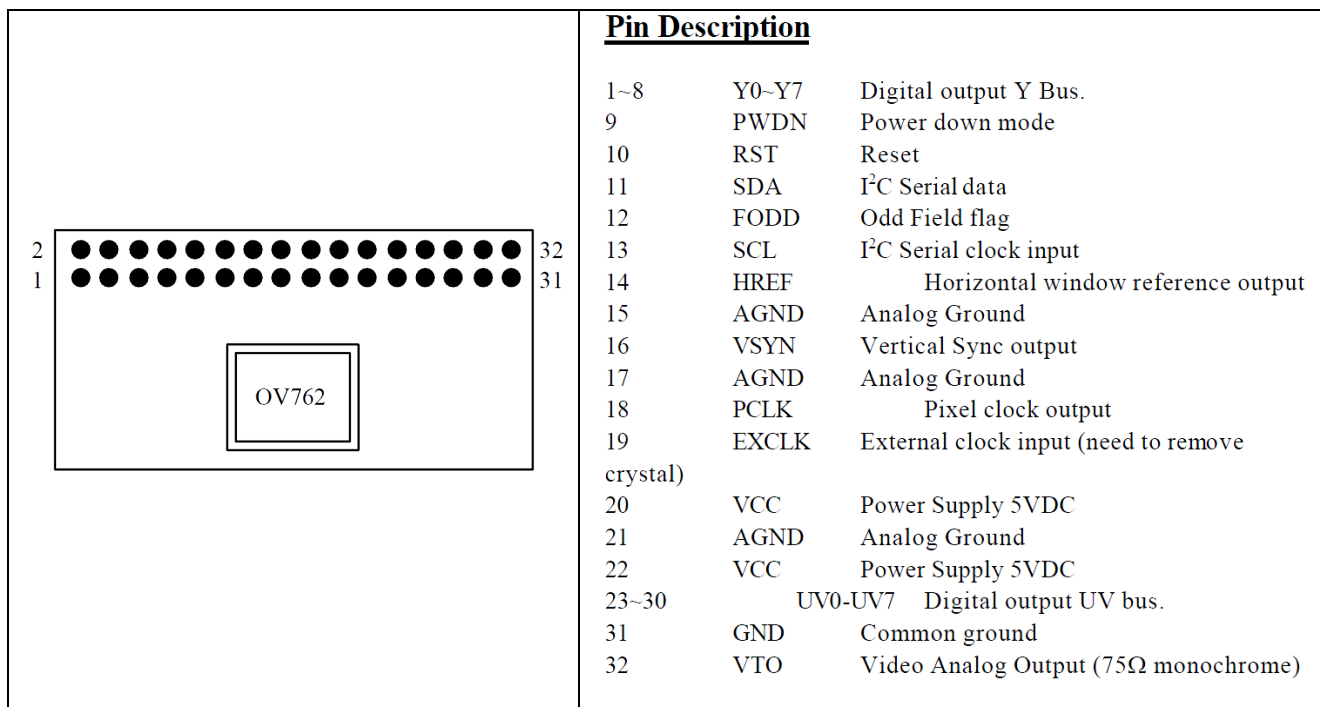 2 32
1 31
OV762
Pin Description
1~8 Y0~Y7 Digital output Y Bus.
9 PWDN Power down mode
10 RST Reset
11 SDA I²C Serial data
12 FODD Odd Field flag
13 SCL I²C Serial clock input
14 HREF Horizontal window reference output
15 AGND Analog Ground
16 VSYN Vertical Sync output
17 AGND Analog Ground
18 PCLK Pixel clock output
19 EXCLK External clock input (need to remove
crystal)
20 VCC Power Supply 5VDC
21 AGND Analog Ground
22 VCC Power Supply 5VDC
23~30 UV0-UV7 Digital output UV bus.
31 GND Common ground
32 VTO Video Analog Output (75Ω monochrome)